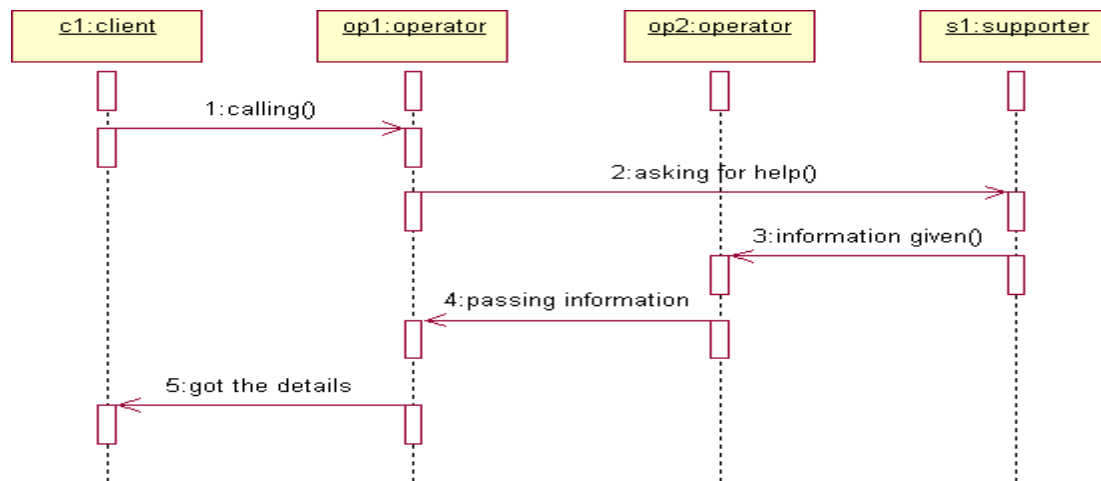 c1:client
op1:operator
op2:operator
s1:supporter
1:calling()
2:asking for help()
3:information given()
4:passing information
5:got the details